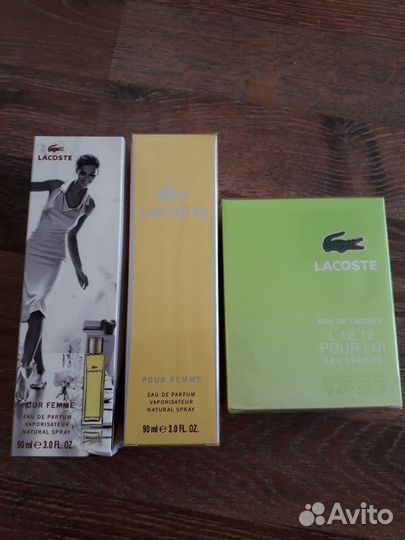 LACOSTE
POUR FEMME
EAU DE PARFUM
VAPORISATEUR
NATURAL SPRAY
90 ml e 3.0 FL. OZ.
LACOSTE
LACOSTE
POUR FEMME
EAU DE PARFUM
VAPORISATEUR
NATURAL SPRAY
90 ml e 3.0 FL. OZ.
LACOSTE
EAU DE LACOSTE
L.12.12
POUR LUI
EAU FRAICHE
Avito